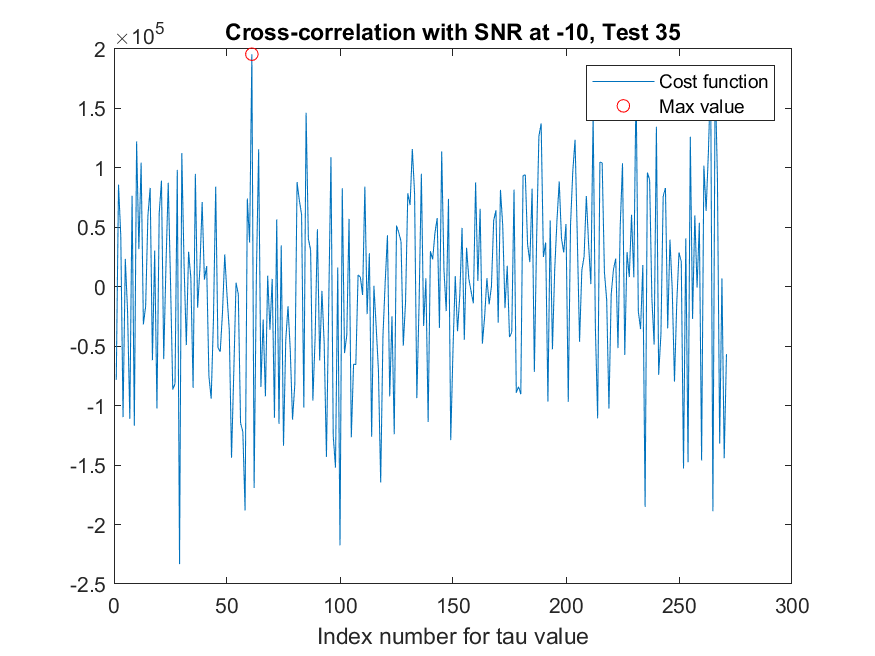 Cross-correlation with SNR at -10, Test 35
×10^5
2
1.5
1
0.5
0
-0.5
-1
-1.5
-2
-2.5
Cost function
Max value
0 50 100 150 200 250 300
Index number for tau value